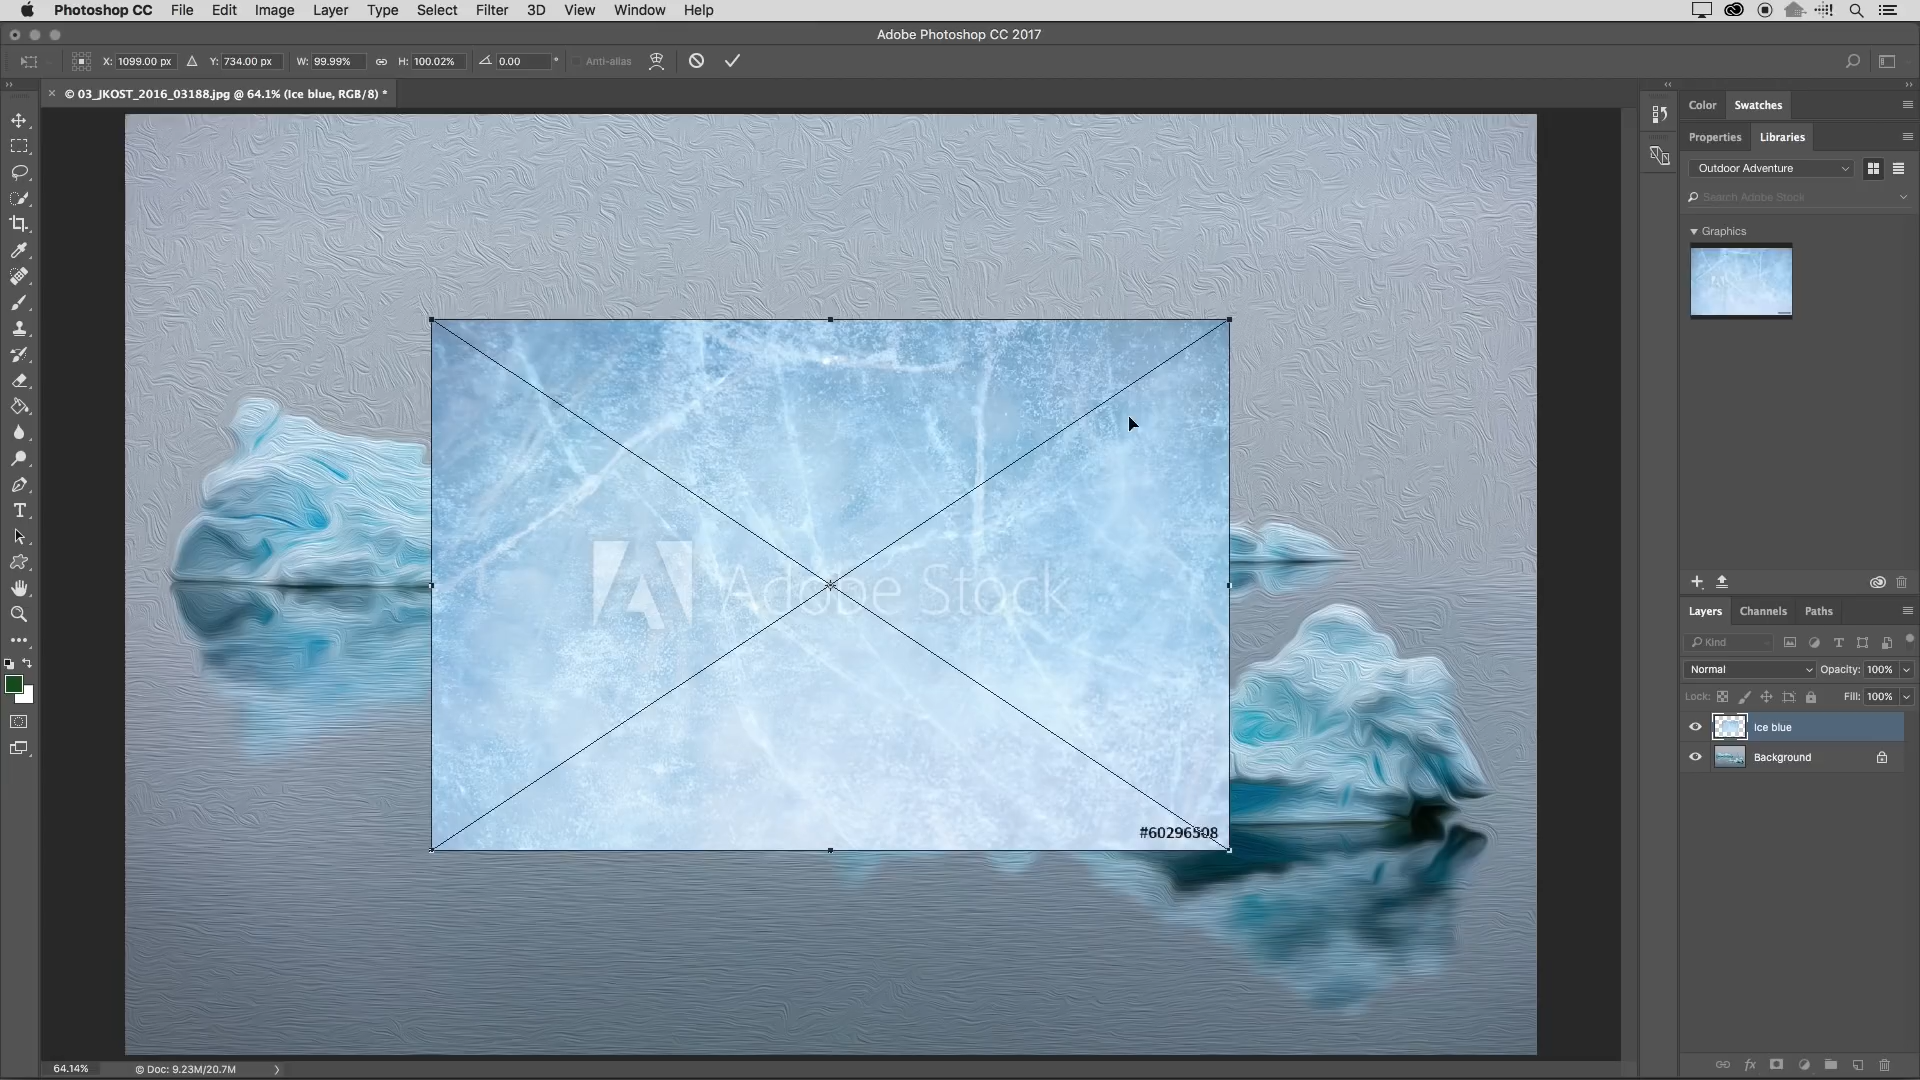 Photoshop CC File Edit Image Layer Type Select Filter 3D View Window Help
Adobe Photoshop CC 2017
X: 1099.00 px Y: 734.00 px W: 99.99% H: 100.02% 0.00 ° Anti-alias
© 03_JKOST_2016_03188.jpg @ 64.1% (Ice blue, RGB/8) *
Color Swatches
Properties Libraries
Outdoor Adventure
Search Adobe Stock
Graphics
Adobe Stock
#60296508
Layers Channels Paths
Kind
Normal Opacity: 100%
Lock: Fill: 100%
Ice blue
Background
64.14% © Doc: 9.23M/20.7M